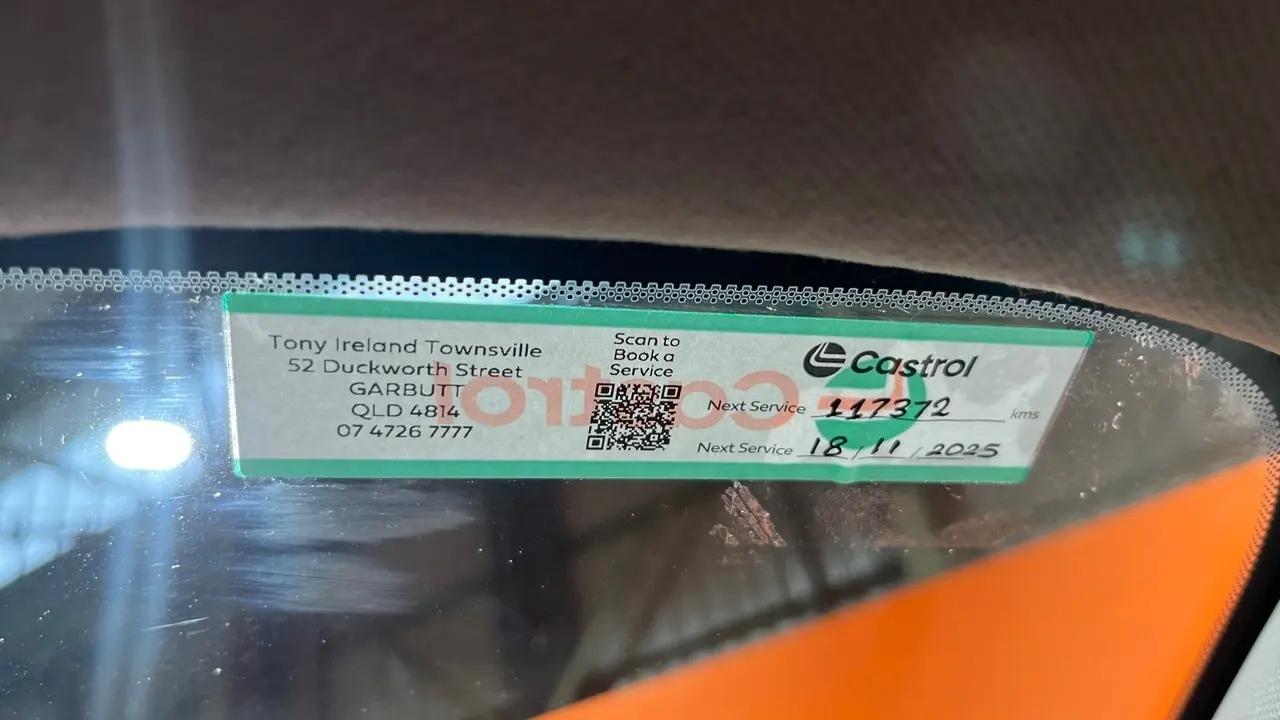 Tony Ireland Townsville
52 Duckworth Street
GARBUTT
QLD 4814
07 4726 7777
Scan to
Book a
Service
Castrol
Next Service 117372 kms
Next Service 18/11/2025
Castrol